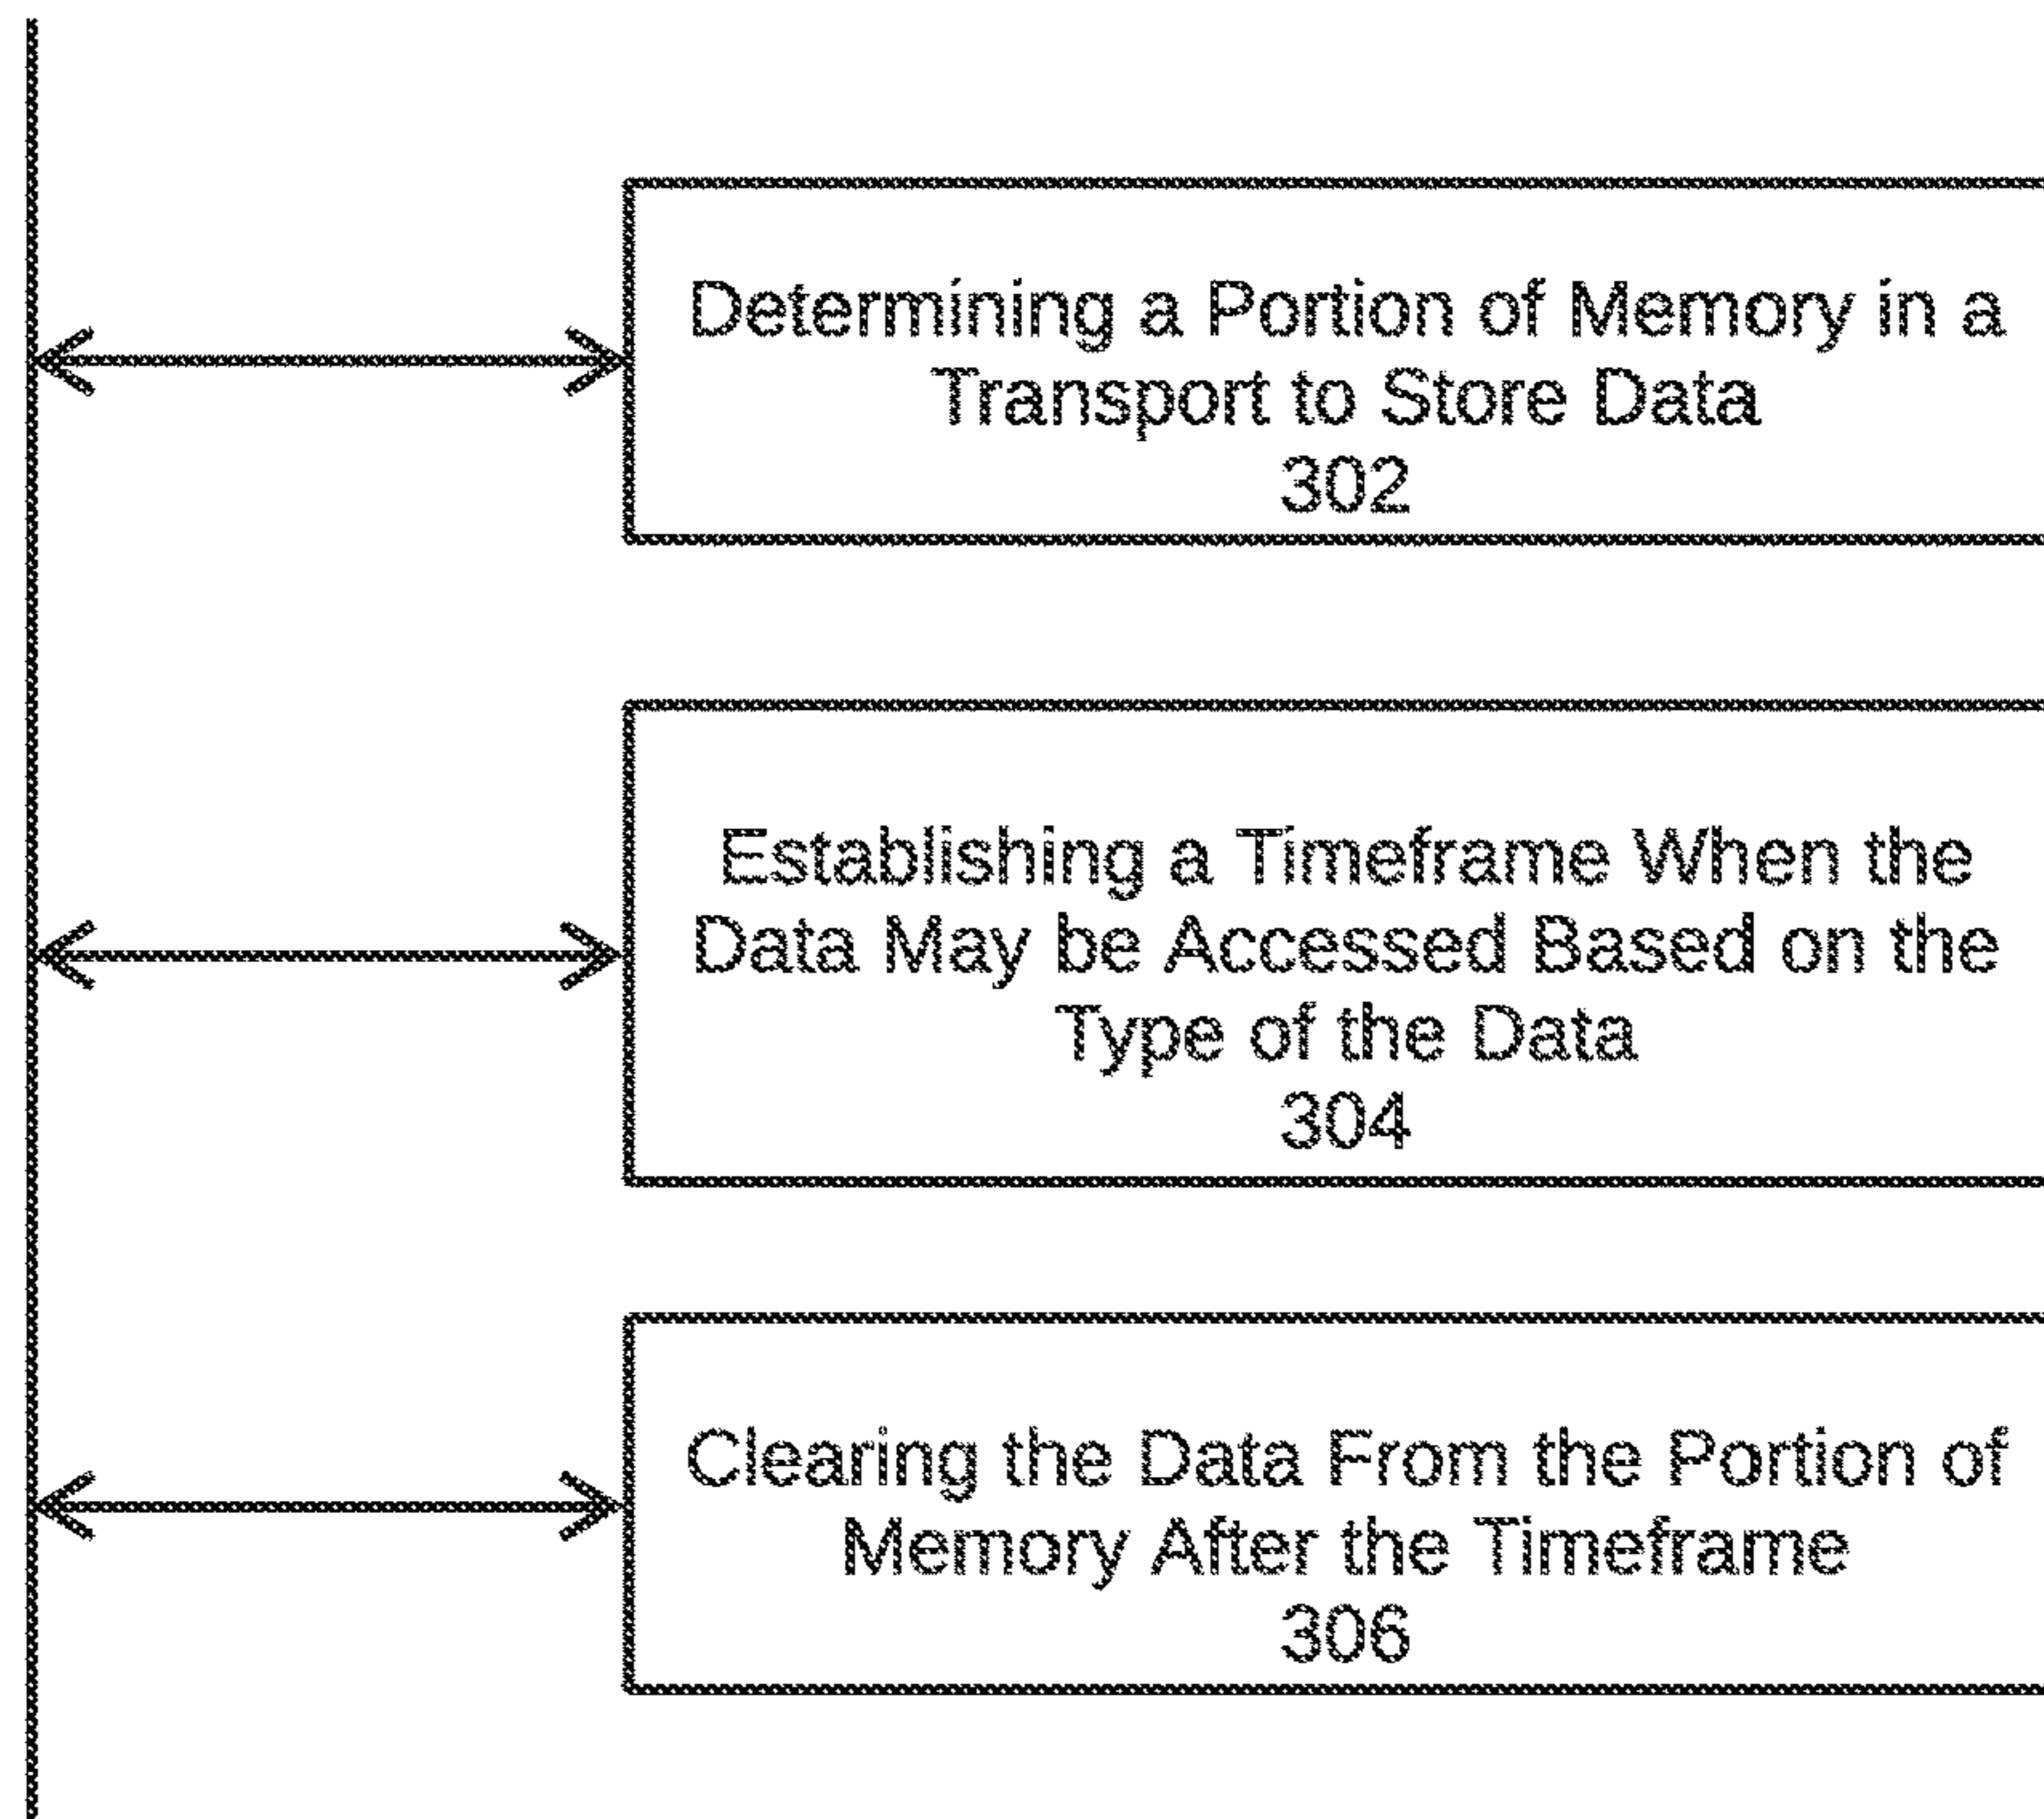 Determining a Portion of Memory in a
Transport to Store Data
302
Establishing a Timeframe When the
Data May be Accessed Based on the
Type of the Data
304
Clearing the Data From the Portion of
Memory After the Timeframe
306